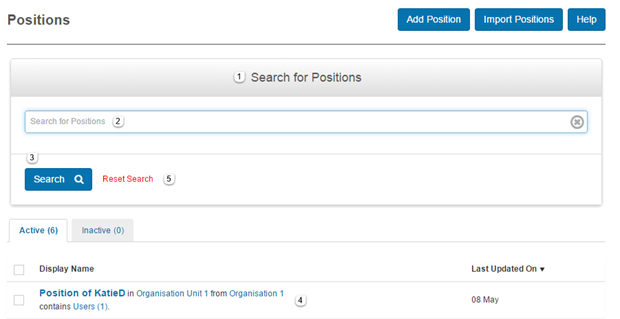 Positions
Add Position
Import Positions
Help
1 Search for Positions
Search for Positions 2
3
Search
Reset Search 5
Active (6)
Inactive (0)
Display Name
Last Updated On ▼
Position of KatieD in Organisation Unit 1 from Organisation 1
contains Users (1).
4
08 May